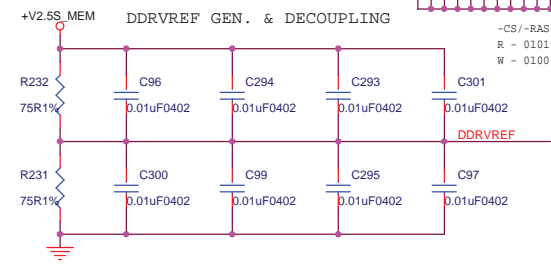 +V2.5S_MEM
DDRVREF GEN. & DECOUPLING
-CS/-RAS
R - 0101
W - 0100
R232
C96
C294
C293
C301
75R1%
0.01uF0402
0.01uF0402
0.01uF0402
0.01uF0402
DDRVREF
R231
C300
C99
C295
C97
75R1%
0.01uF0402
0.01uF0402
0.01uF0402
0.01uF0402